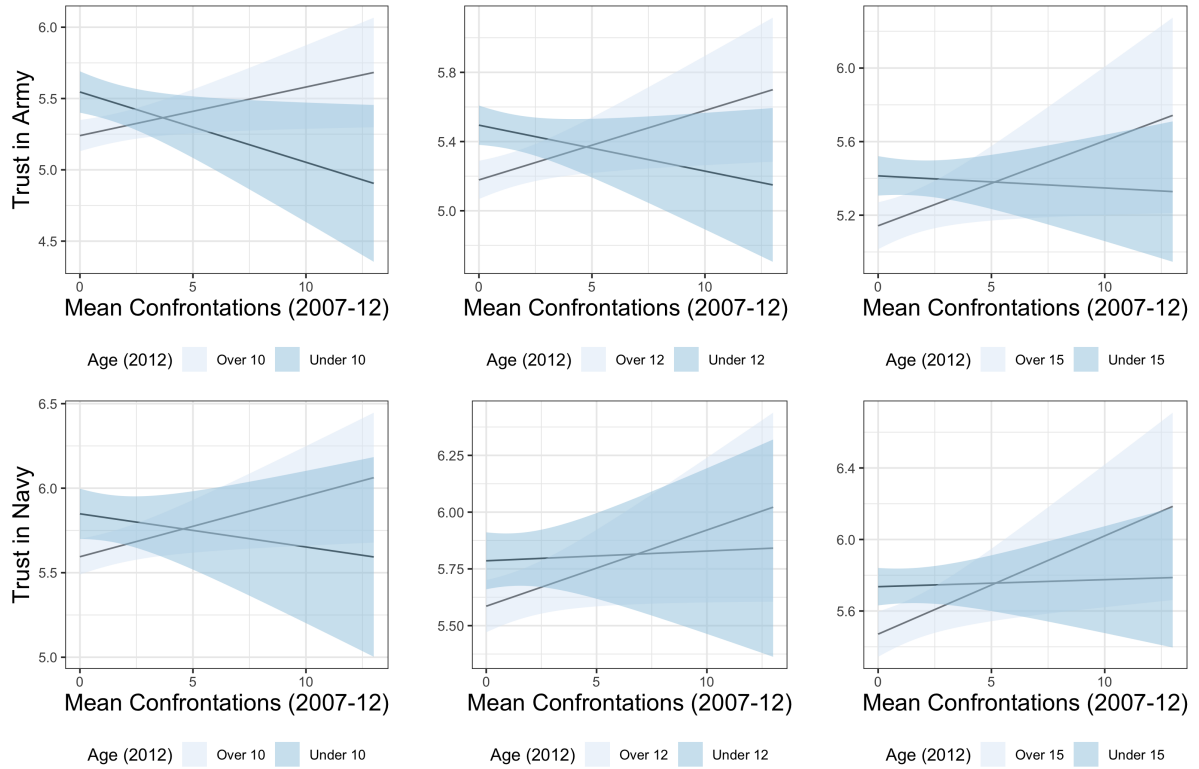 Trust in Army
6.0
5.5
5.0
4.5
0 5 10
Mean Confrontations (2007-12)
Age (2012) Over 10 Under 10
5.8
5.4
5.0
0 5 10
Mean Confrontations (2007-12)
Age (2012) Over 12 Under 12
6.0
5.6
5.2
0 5 10
Mean Confrontations (2007-12)
Age (2012) Over 15 Under 15
Trust in Navy
6.5
6.0
5.5
5.0
0 5 10
Mean Confrontations (2007-12)
Age (2012) Over 10 Under 10
6.25
6.00
5.75
5.50
0 5 10
Mean Confrontations (2007-12)
Age (2012) Over 12 Under 12
6.4
6.0
5.6
0 5 10
Mean Confrontations (2007-12)
Age (2012) Over 15 Under 15